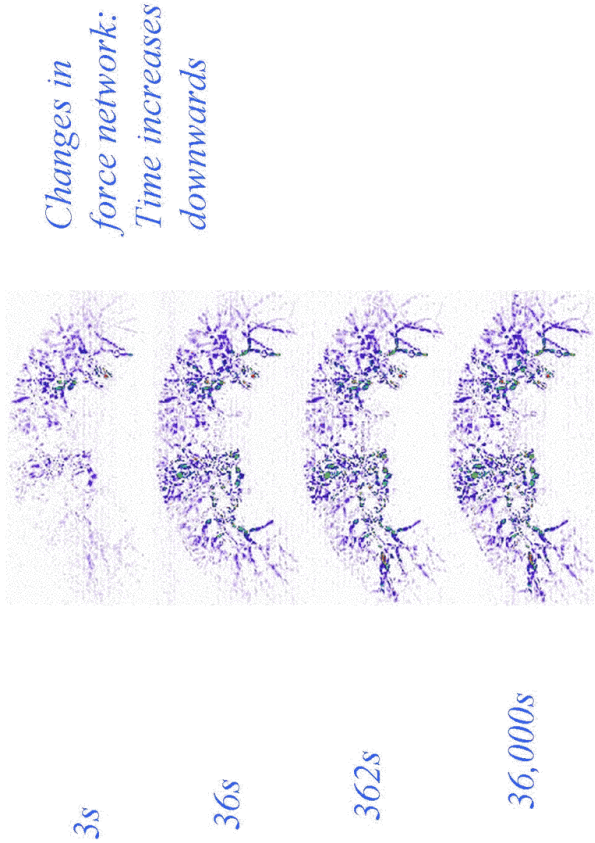 Changes in
force network:
Time increases
downwards
3s
36s
362s
36,000s